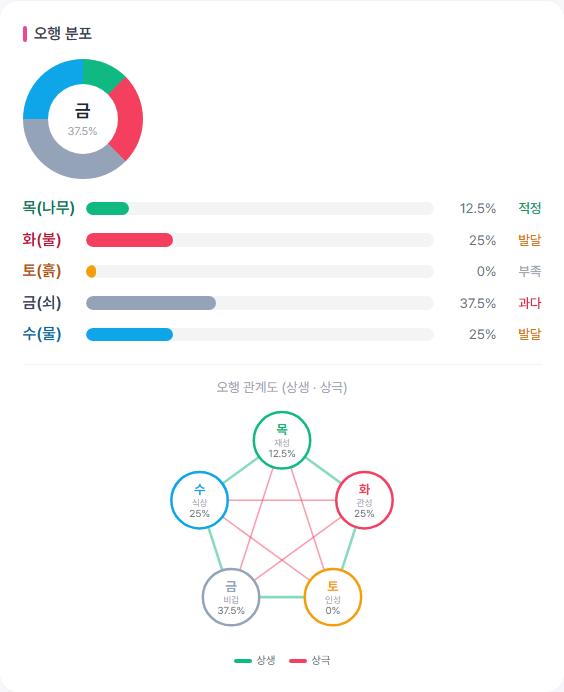 오행 분포
금
37.5%
목(나무) 12.5% 적정
화(불) 25% 발달
토(흙) 0% 부족
금(쇠) 37.5% 과다
수(물) 25% 발달
오행 관계도 (상생 · 상극)
목
재성
12.5%
수
식상
25%
화
관성
25%
금
비겁
37.5%
토
인성
0%
상생 상극